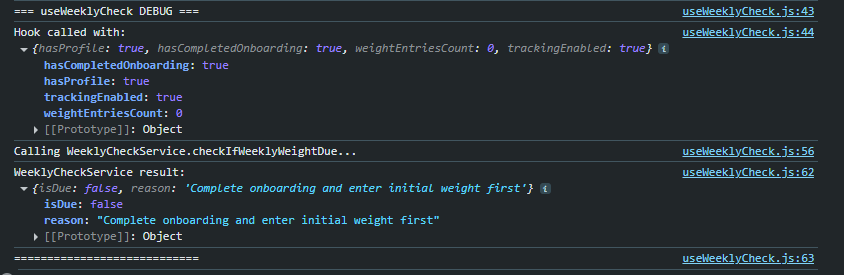 === useWeeklyCheck DEBUG === useWeeklyCheck.js:43
Hook called with: useWeeklyCheck.js:44
{hasProfile: true, hasCompletedOnboarding: true, weightEntriesCount: 0, trackingEnabled: true} i
hasCompletedOnboarding: true
hasProfile: true
trackingEnabled: true
weightEntriesCount: 0
[[Prototype]]: Object
Calling WeeklyCheckService.checkIfWeeklyWeightDue... useWeeklyCheck.js:56
WeeklyCheckService result: useWeeklyCheck.js:62
{isDue: false, reason: 'Complete onboarding and enter initial weight first'} i
isDue: false
reason: "Complete onboarding and enter initial weight first"
[[Prototype]]: Object
============================ useWeeklyCheck.js:63